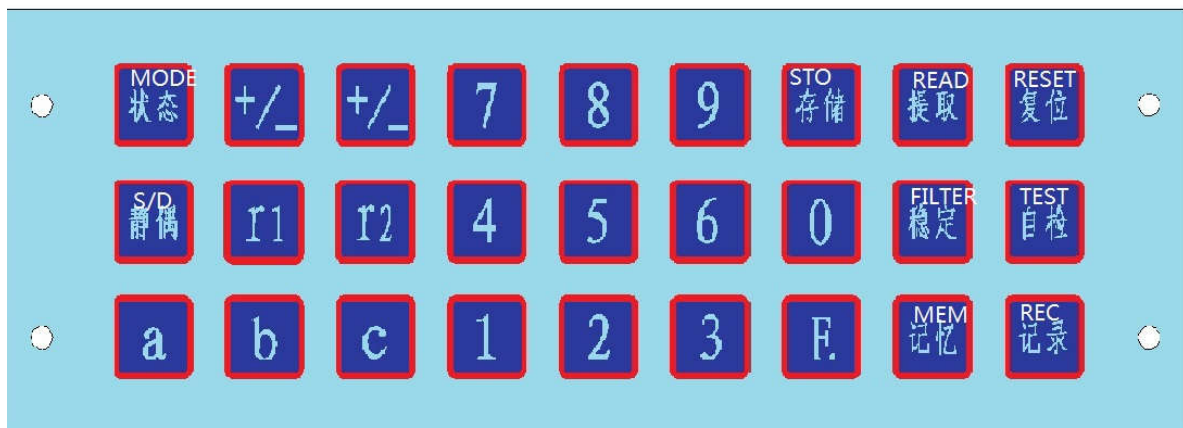 MODE
状态
+/_
+/_
7
8
9
STO
存储
READ
提取
RESET
复位
S/D
静偶
r1
r2
4
5
6
0
FILTER
稳定
TEST
自检
a
b
c
1
2
3
F.
MEM
记忆
REC
记录